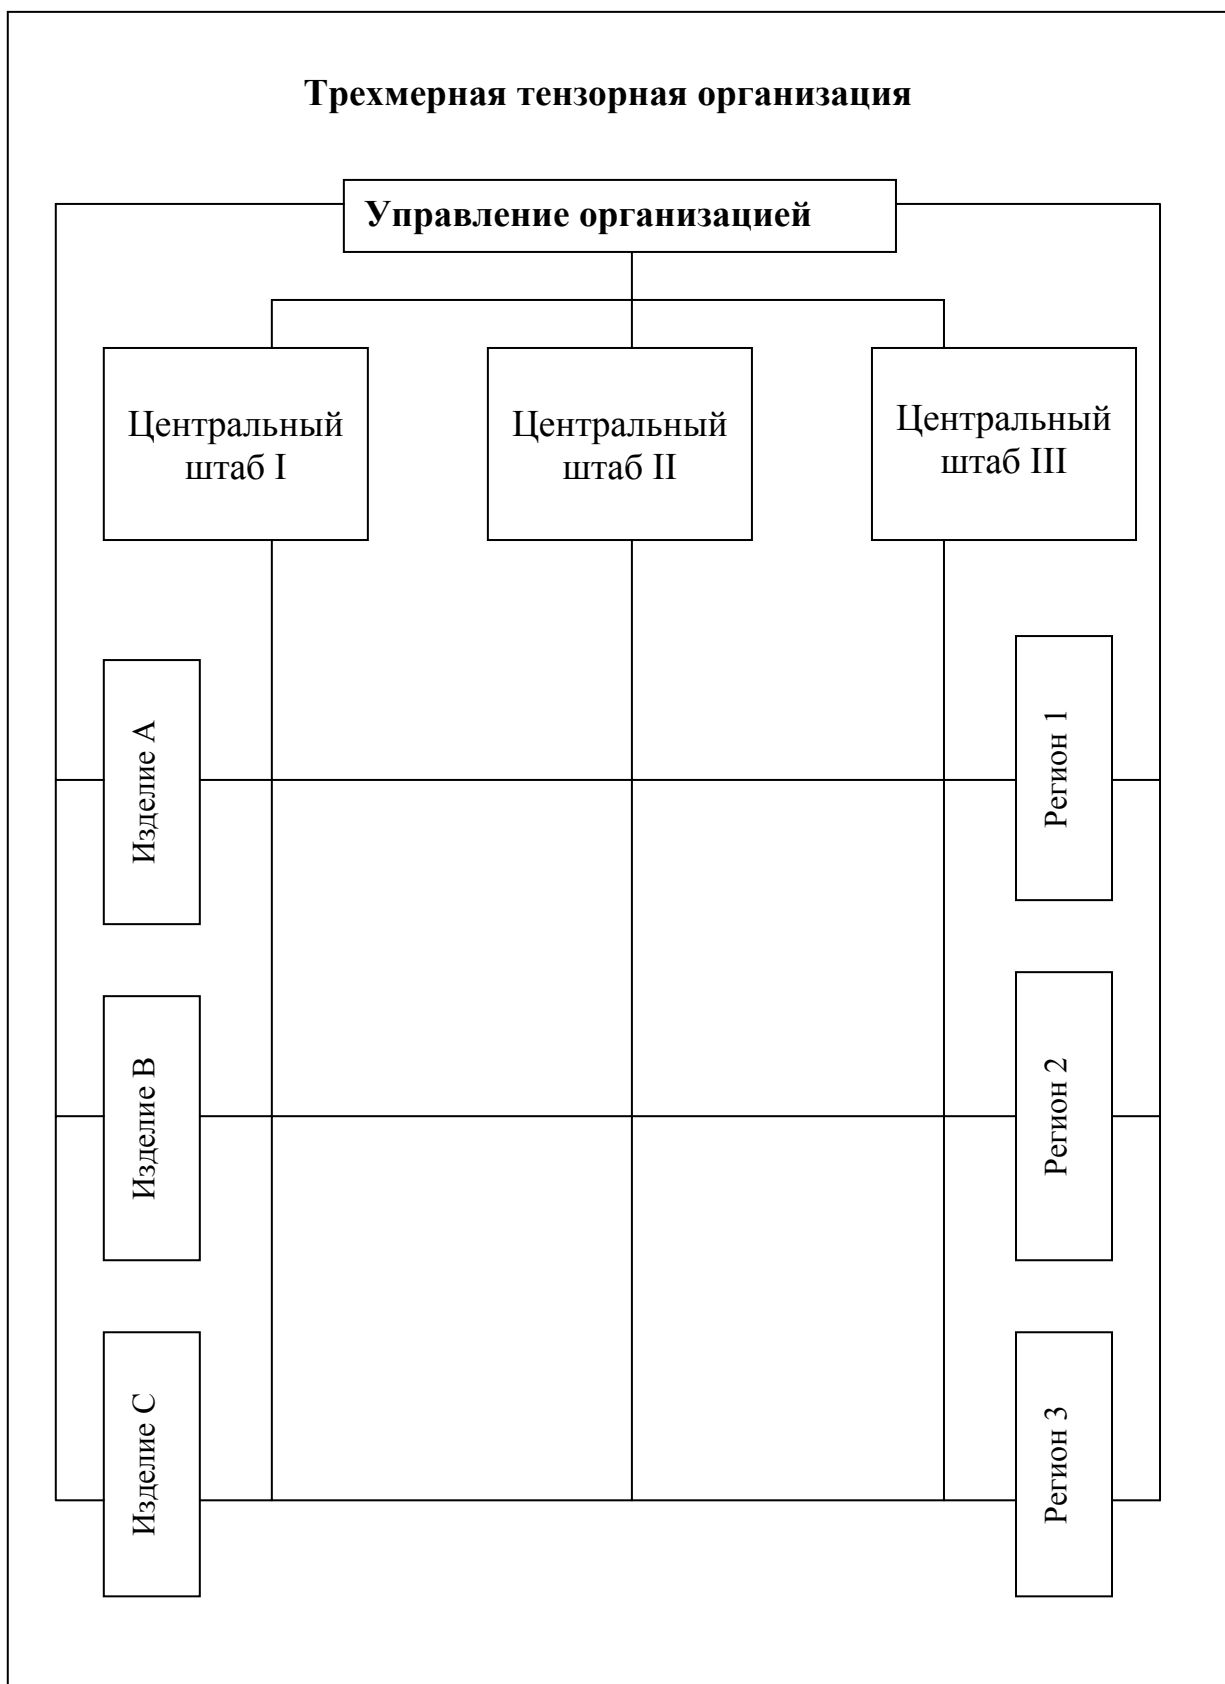 Трехмерная тензорная организация
Управление организацией
Центральный
штаб I
Центральный
штаб II
Центральный
штаб III
Изделие А
Регион 1
Изделие В
Регион 2
Изделие С
Регион 3